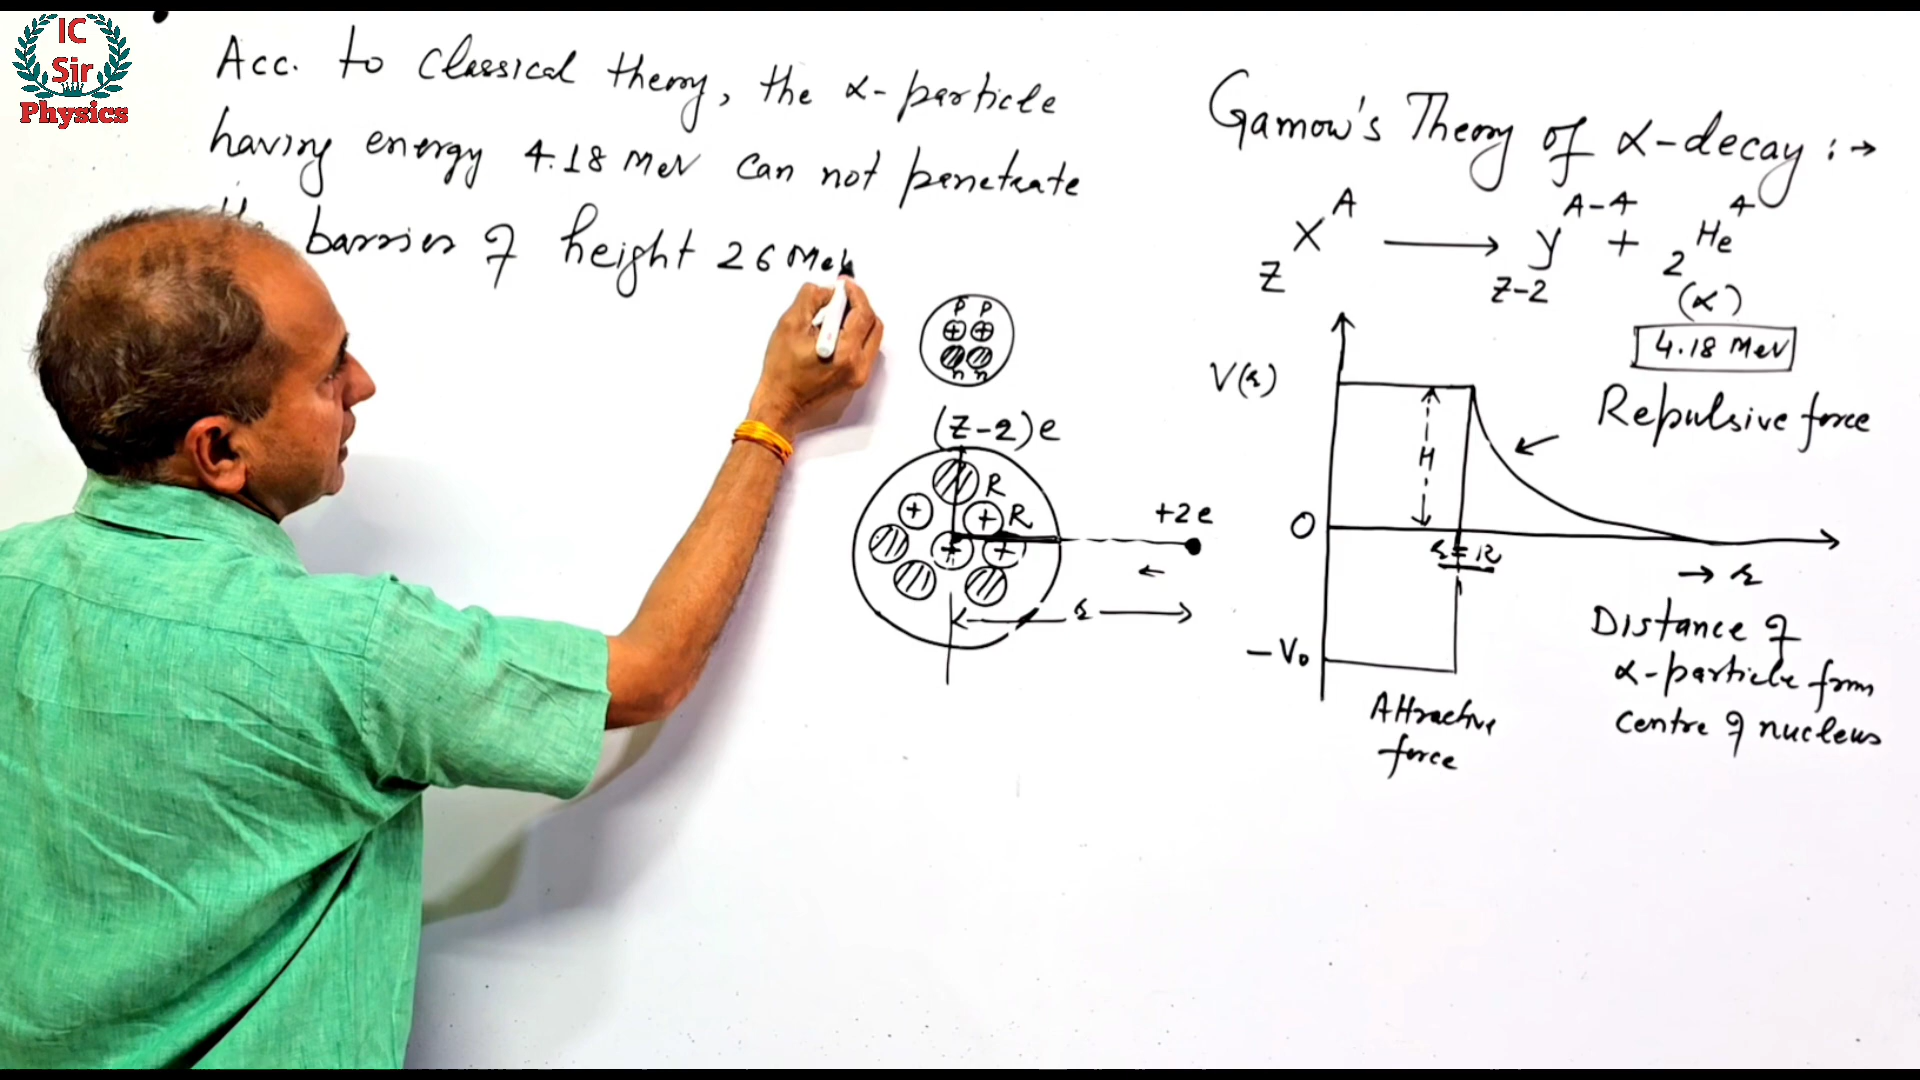 IC
Sir
Physics
Acc. to classical theory, the α-particle
having energy 4.18 MeV can not penetrate
barrier of height 26 MeV
Gamow's Theory of α-decay :→
Z X A → Z-2 y A-4 + 2 He 4
(α)
4.18 MeV
P P
+ +
n n
(Z-2)e
R
+ + R
+ +
+2e
←
r
V(r)
Repulsive force
H
O
r=R
→ r
-V₀
Attractive
force
Distance of
α-particle from
centre of nucleus